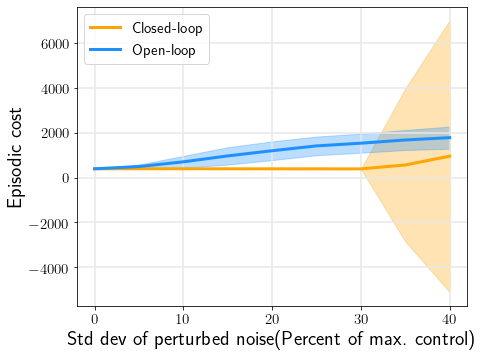 Closed-loop
Open-loop
Episodic cost
6000
4000
2000
0
−2000
−4000
0 10 20 30 40
Std dev of perturbed noise(Percent of max. control)